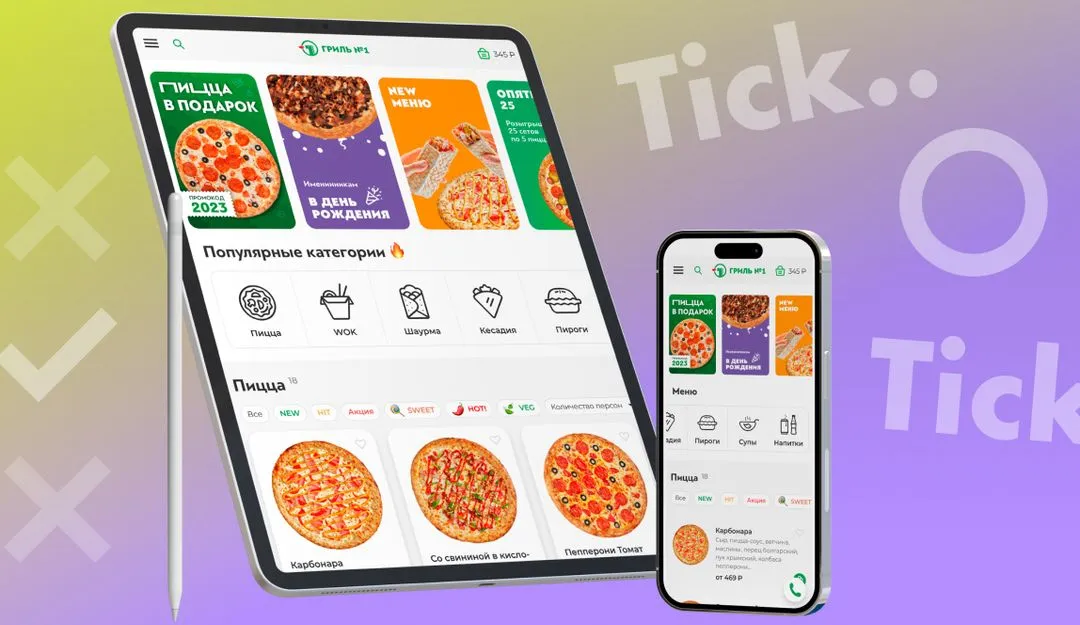 Tick..
Tick
ГРИЛЬ №1
345 ₽
ПИЦЦА
В ПОДАРОК
ПРОМОКОД
2023
Именинникам
В ДЕНЬ
РОЖДЕНИЯ
NEW
МЕНЮ
ОПЯТ
25
Розыгрыш
25 сетов
по 5 пицц
Популярные категории
Пицца
WOK
Шаурма
Кесадия
Пироги
Пицца 18
Все
NEW
HIT
Акция
SWEET
HOT!
VEG
Количество персон
Карбонара
Со свининой в кисло-
Пепперони Томат
ГРИЛЬ №1
345 ₽
ПИЦЦА
В ПОДАРОК
ПРОМОКОД
2023
Именинникам
В ДЕНЬ
РОЖДЕНИЯ
NEW
МЕНЮ
Меню
адия
Пироги
Супы
Напитки
Пицца 18
Все
NEW
HIT
Акция
SWEET
Карбонара
Сыр, пицца-соус, ветчина,
маслины, перец болгарский,
лук крымский, колбаса
пепперони...
от 469 ₽